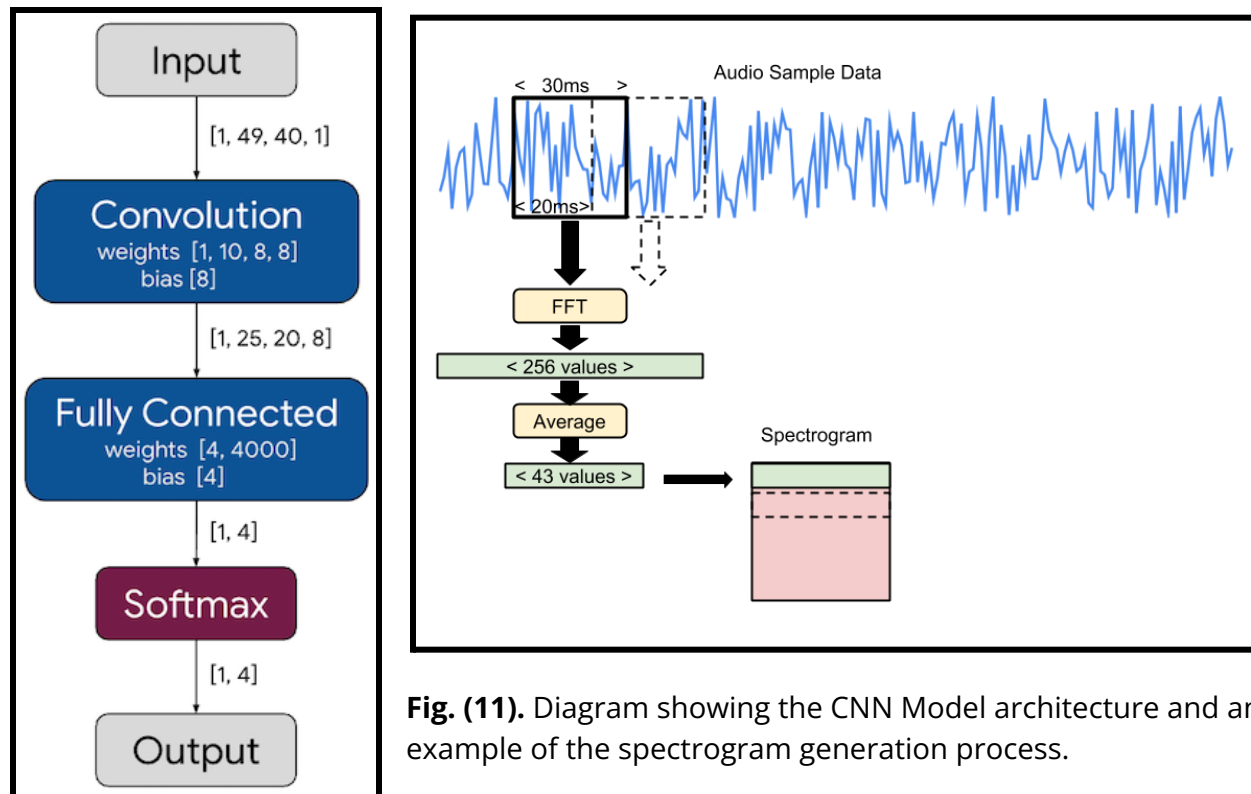 Input
[1, 49, 40, 1]
Convolution
weights [1, 10, 8, 8]
bias [8]
[1, 25, 20, 8]
Fully Connected
weights [4, 4000]
bias [4]
[1, 4]
Softmax
[1, 4]
Output
Audio Sample Data
< 30ms >
< 20ms>
FFT
< 256 values >
Average
< 43 values >
Spectrogram
Fig. (11). Diagram showing the CNN Model architecture and
example of the spectrogram generation process.